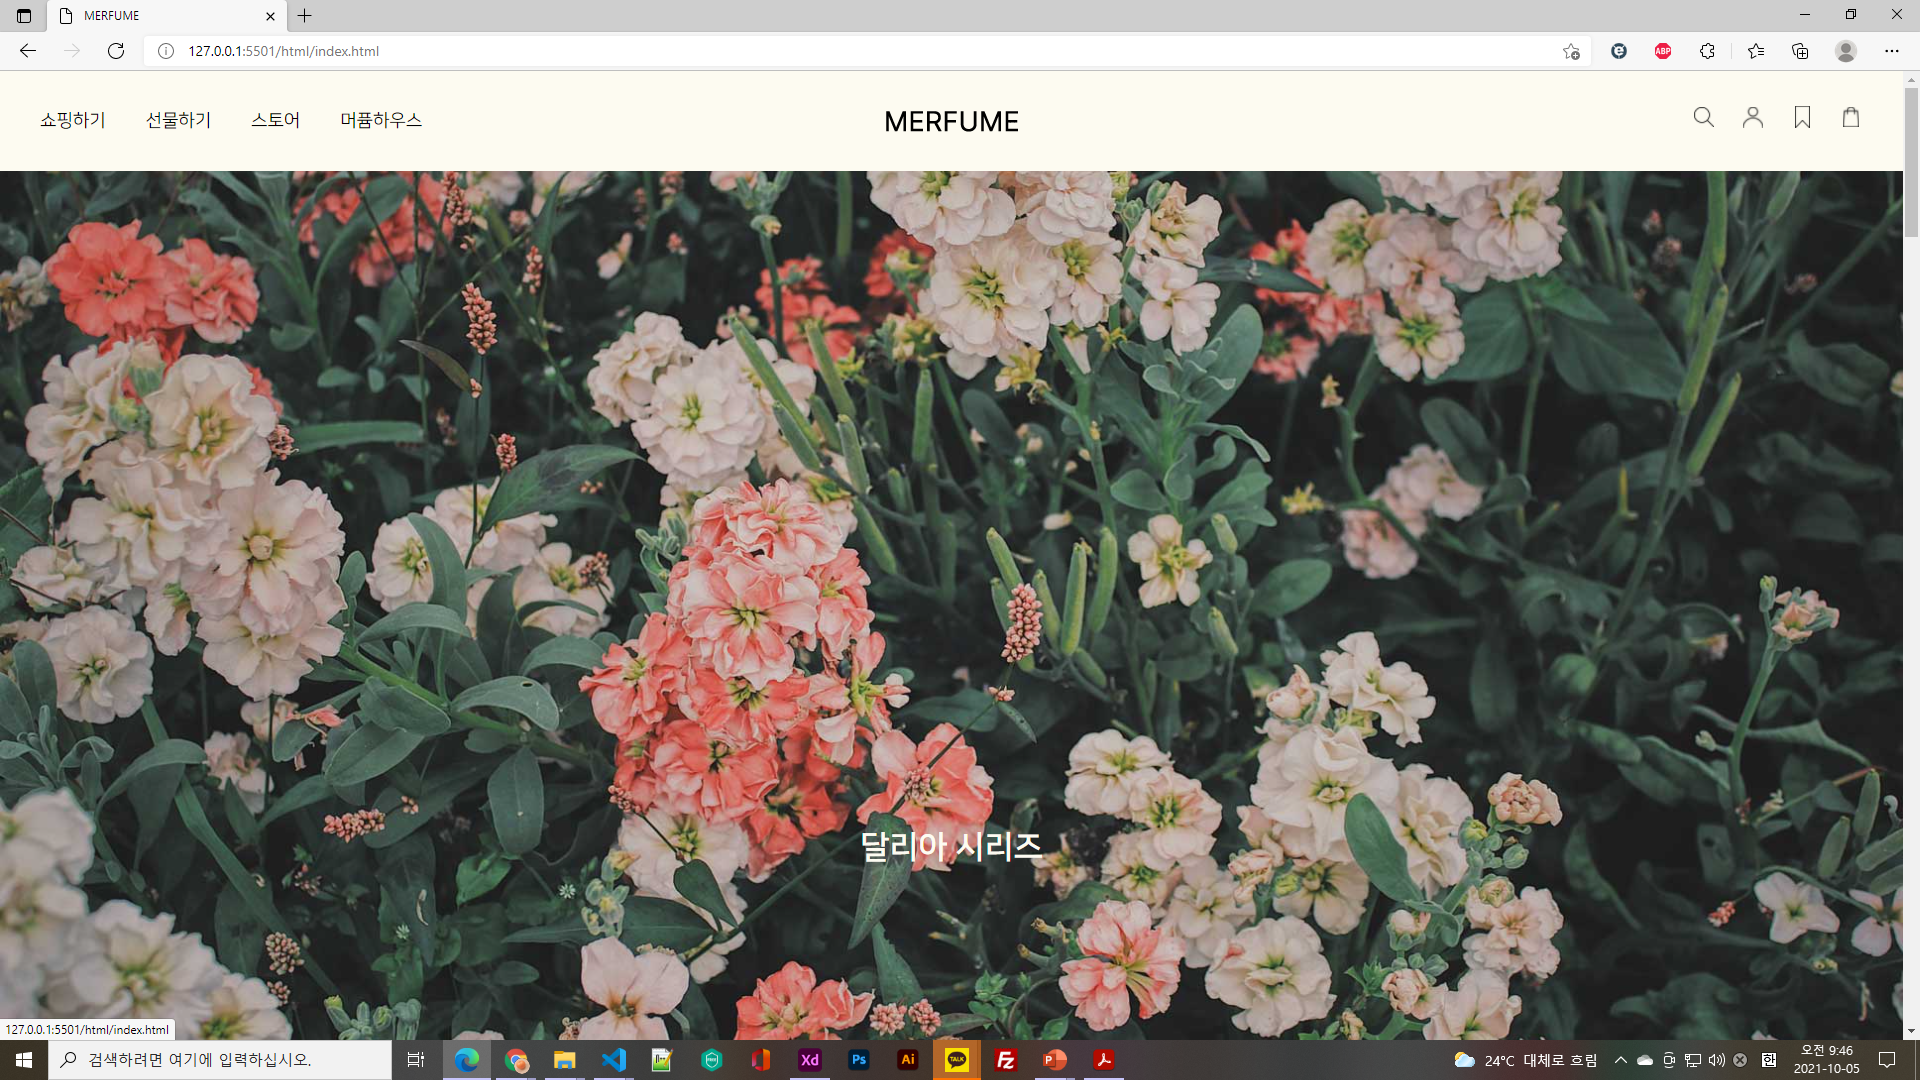 MERFUME
127.0.0.1:5501/html/index.html
ABP
쇼핑하기 선물하기 스토어 머퓸하우스
MERFUME
달리아 시리즈
127.0.0.1:5501/html/index.html
검색하려면 여기에 입력하십시오.
Xd
Ps
Ai
TALK
Fz
P
24°C 대체로 흐림
한
오전 9:46
2021-10-05